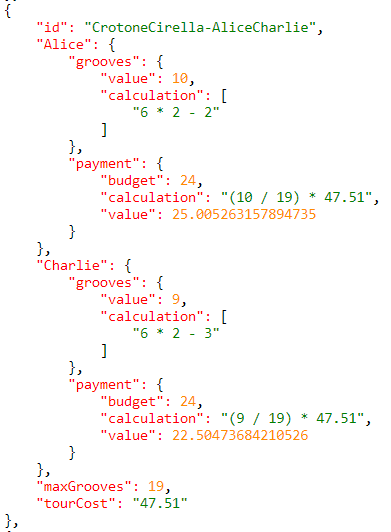 {
"id": "CrotoneCirella-AliceCharlie",
"Alice": {
"grooves": {
"value": 10,
"calculation": [
"6 * 2 - 2"
]
},
"payment": {
"budget": 24,
"calculation": "(10 / 19) * 47.51",
"value": 25.005263157894735
}
},
"Charlie": {
"grooves": {
"value": 9,
"calculation": [
"6 * 2 - 3"
]
},
"payment": {
"budget": 24,
"calculation": "(9 / 19) * 47.51",
"value": 22.50473684210526
}
},
"maxGrooves": 19,
"tourCost": "47.51"
},